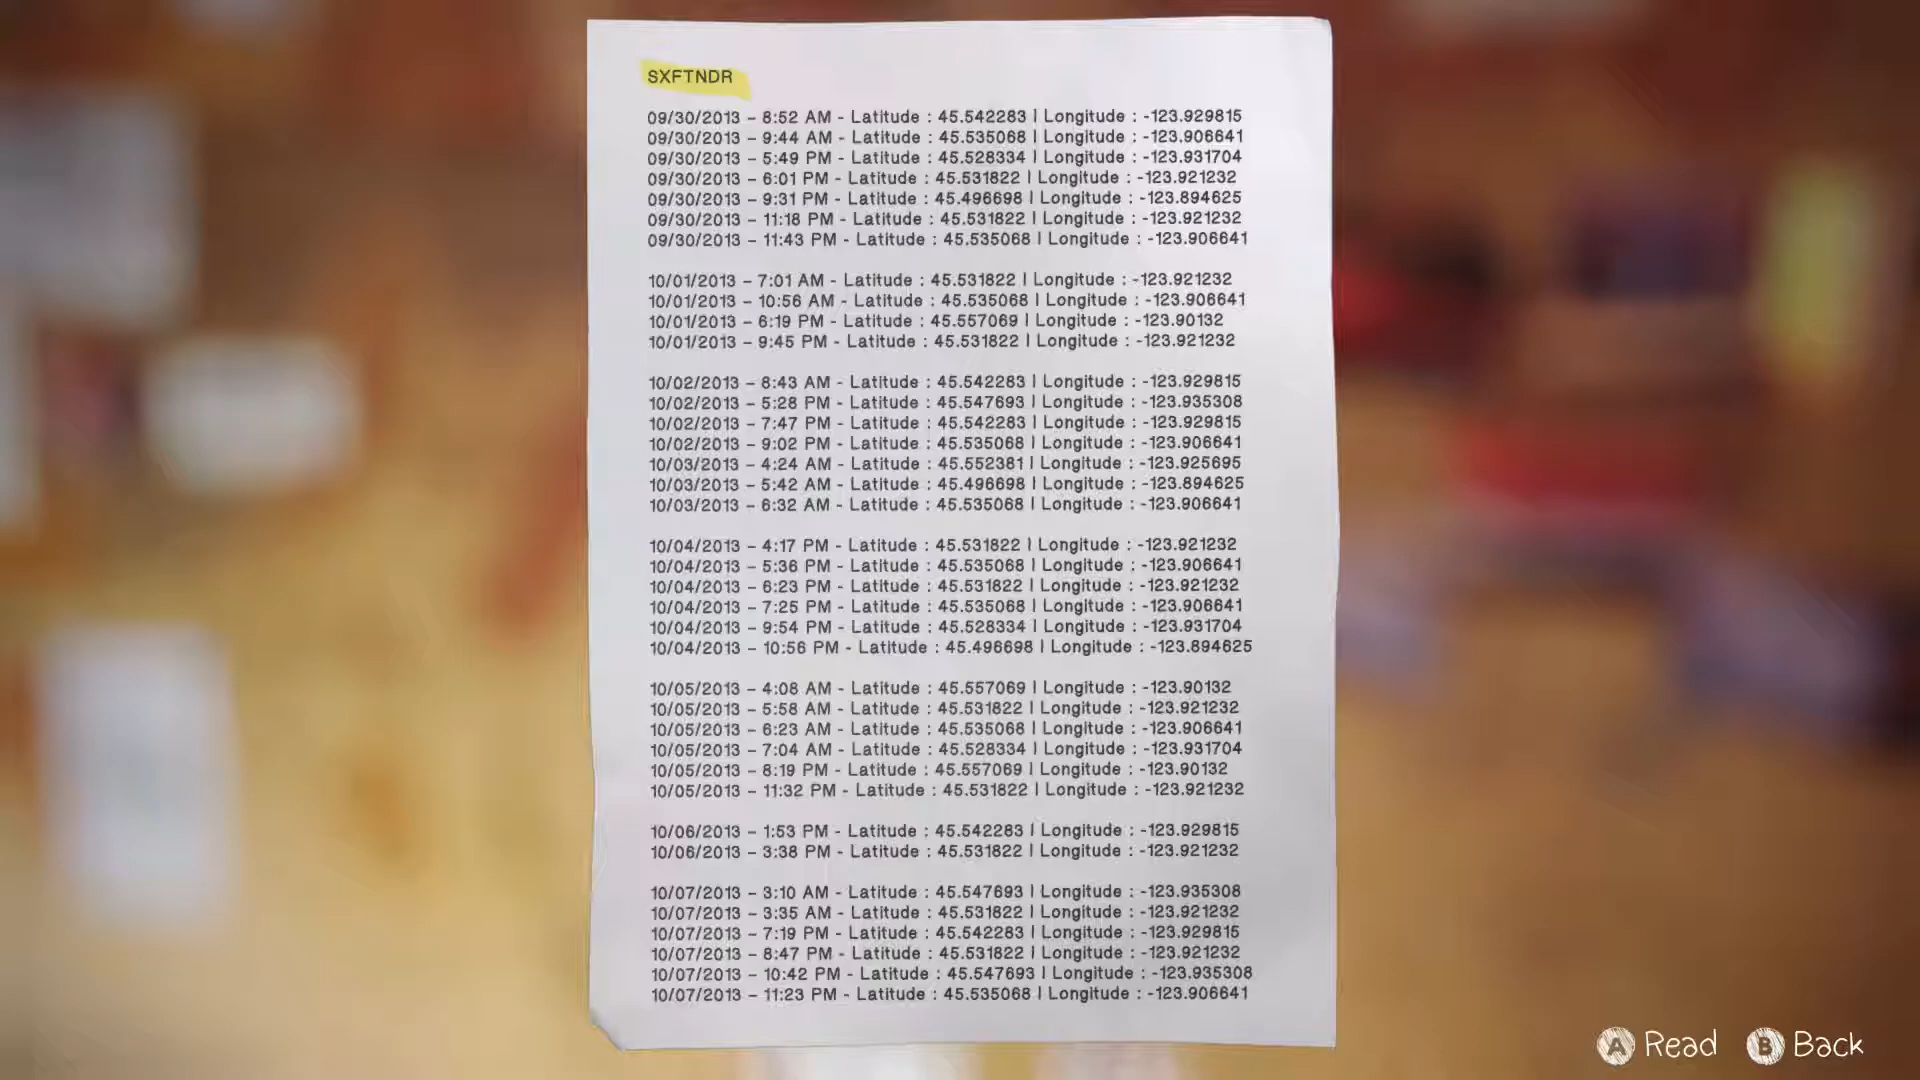 SXFTNDR
09/30/2013 – 8:52 AM - Latitude : 45.542283 | Longitude : -123.929815
09/30/2013 – 9:44 AM - Latitude : 45.535068 | Longitude : -123.906641
09/30/2013 – 5:49 PM - Latitude : 45.528334 | Longitude : -123.931704
09/30/2013 – 6:01 PM - Latitude : 45.531822 | Longitude : -123.921232
09/30/2013 – 9:31 PM - Latitude : 45.496698 | Longitude : -123.894625
09/30/2013 – 11:18 PM - Latitude : 45.531822 | Longitude : -123.921232
09/30/2013 – 11:43 PM - Latitude : 45.535068 | Longitude : -123.906641
10/01/2013 – 7:01 AM - Latitude : 45.531822 | Longitude : -123.921232
10/01/2013 – 10:56 AM - Latitude : 45.535068 | Longitude : -123.906641
10/01/2013 – 6:19 PM - Latitude : 45.557069 | Longitude : -123.90132
10/01/2013 – 9:45 PM - Latitude : 45.531822 | Longitude : -123.921232
10/02/2013 – 8:43 AM - Latitude : 45.542283 | Longitude : -123.929815
10/02/2013 – 5:28 PM - Latitude : 45.547693 | Longitude : -123.935308
10/02/2013 – 7:47 PM - Latitude : 45.542283 | Longitude : -123.929815
10/02/2013 – 9:02 PM - Latitude : 45.535068 | Longitude : -123.906641
10/03/2013 – 4:24 AM - Latitude : 45.552381 | Longitude : -123.925695
10/03/2013 – 5:42 AM - Latitude : 45.496698 | Longitude : -123.894625
10/03/2013 – 6:32 AM - Latitude : 45.535068 | Longitude : -123.906641
10/04/2013 – 4:17 PM - Latitude : 45.531822 | Longitude : -123.921232
10/04/2013 – 5:36 PM - Latitude : 45.535068 | Longitude : -123.906641
10/04/2013 – 6:23 PM - Latitude : 45.531822 | Longitude : -123.921232
10/04/2013 – 7:25 PM - Latitude : 45.535068 | Longitude : -123.906641
10/04/2013 – 9:54 PM - Latitude : 45.528334 | Longitude : -123.931704
10/04/2013 – 10:56 PM - Latitude : 45.496698 | Longitude : -123.894625
10/05/2013 – 4:08 AM - Latitude : 45.557069 | Longitude : -123.90132
10/05/2013 – 5:58 AM - Latitude : 45.531822 | Longitude : -123.921232
10/05/2013 – 6:23 AM - Latitude : 45.535068 | Longitude : -123.906641
10/05/2013 – 7:04 AM - Latitude : 45.528334 | Longitude : -123.931704
10/05/2013 – 8:19 PM - Latitude : 45.557069 | Longitude : -123.90132
10/05/2013 – 11:32 PM - Latitude : 45.531822 | Longitude : -123.921232
10/06/2013 – 1:53 PM - Latitude : 45.542283 | Longitude : -123.929815
10/06/2013 – 3:38 PM - Latitude : 45.531822 | Longitude : -123.921232
10/07/2013 – 3:10 AM - Latitude : 45.547693 | Longitude : -123.935308
10/07/2013 – 3:35 AM - Latitude : 45.531822 | Longitude : -123.921232
10/07/2013 – 7:19 PM - Latitude : 45.542283 | Longitude : -123.929815
10/07/2013 – 8:47 PM - Latitude : 45.531822 | Longitude : -123.921232
10/07/2013 – 10:42 PM - Latitude : 45.547693 | Longitude : -123.935308
10/07/2013 – 11:23 PM - Latitude : 45.535068 | Longitude : -123.906641
A Read B Back